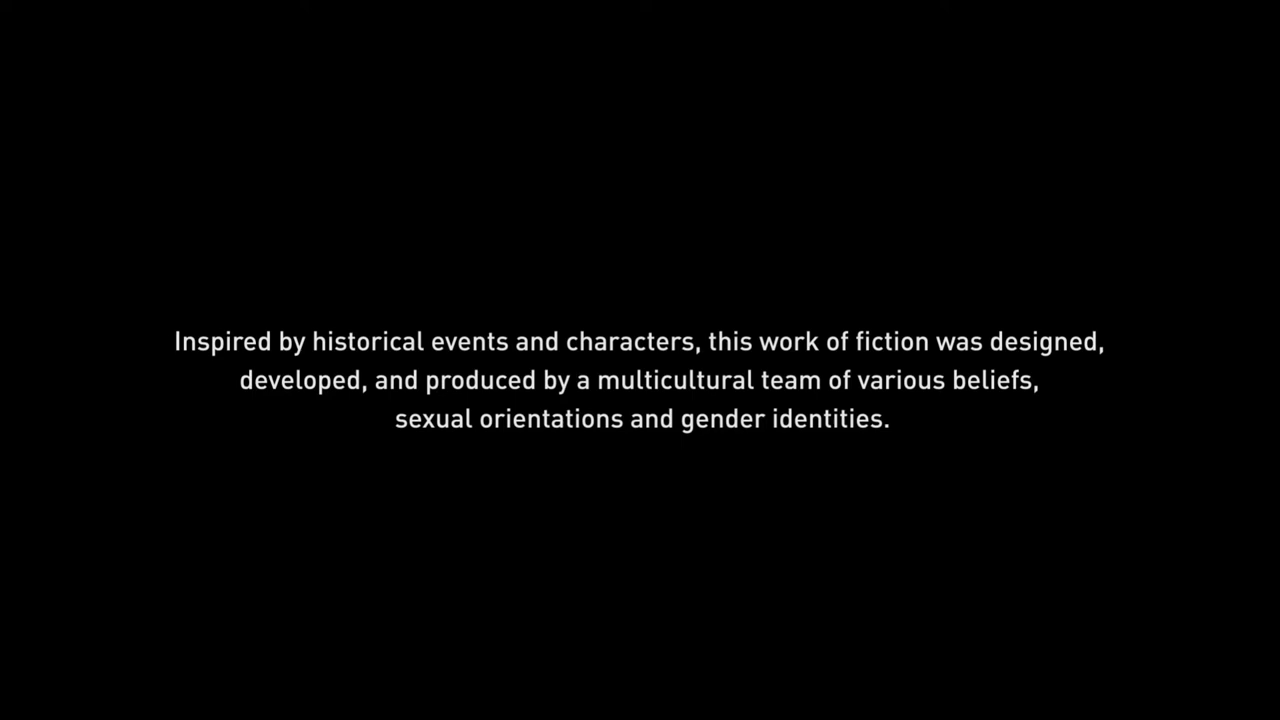 Inspired by historical events and characters, this work of fiction was designed,
developed, and produced by a multicultural team of various beliefs,
sexual orientations and gender identities.